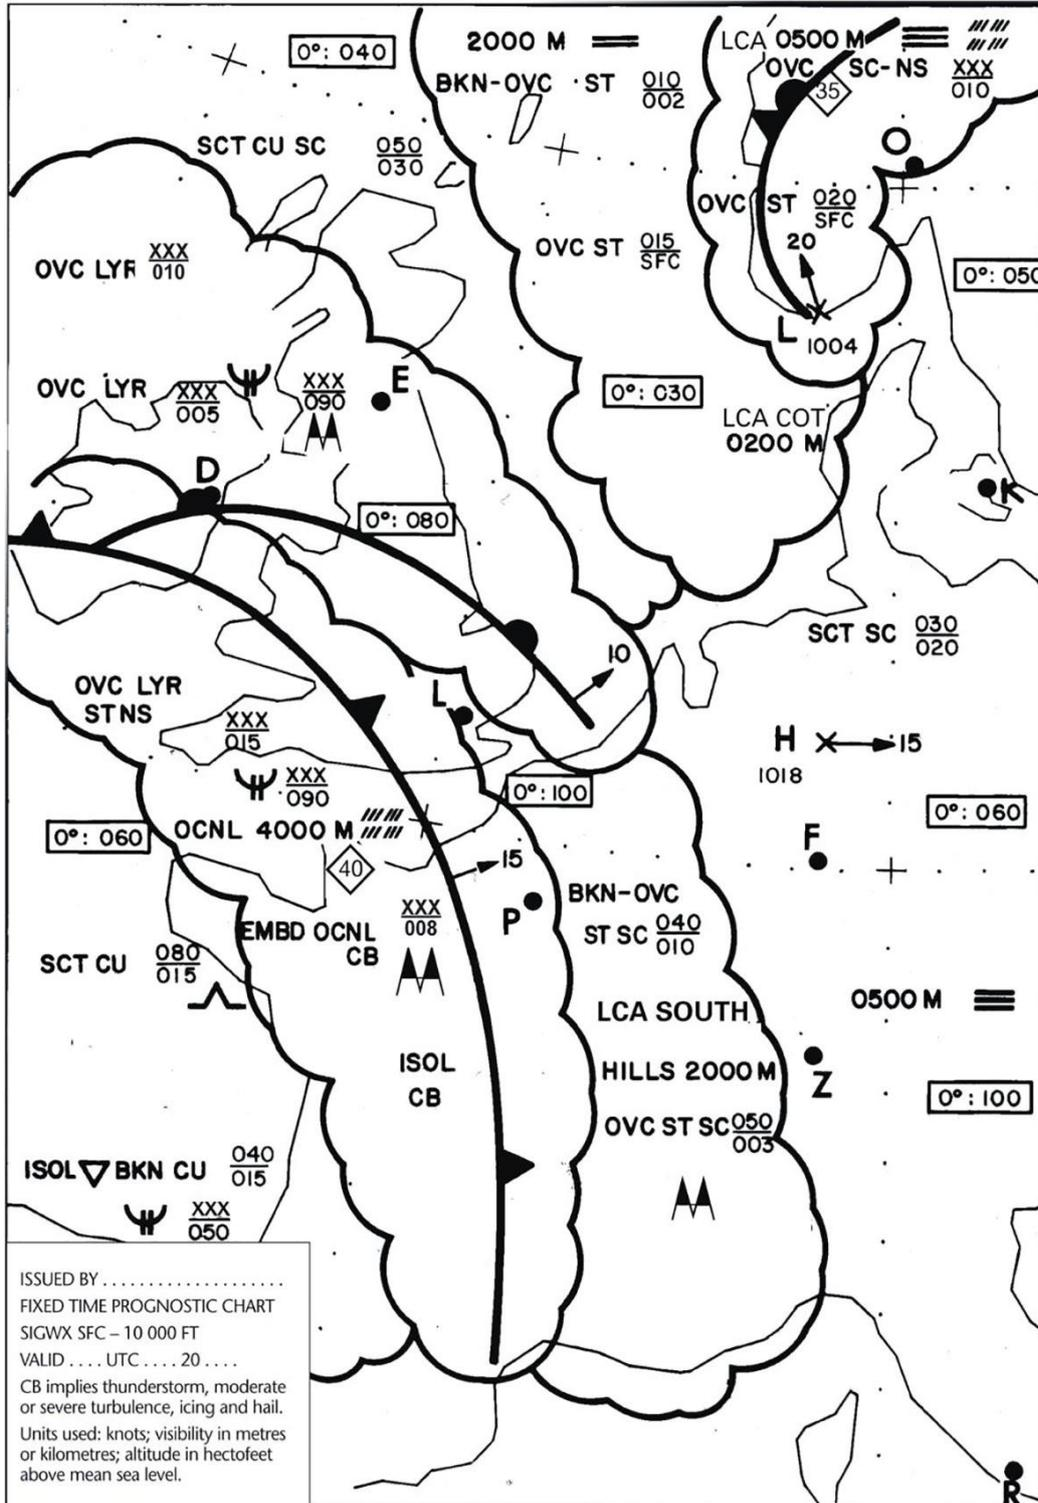 0°: 040
2000 M
BKN-OVC ST 010
002
LCA 0500 M
OVC SC-NS XXX
010
35
O
SCT CU SC 050
030
OVC ST 020
SFC
OVC ST 015
SFC
20
OVC LYR XXX
010
0°: 050
L 1004
OVC LYR XXX
005
XXX
090
E
0°: 030
LCA COT
0200 M
D
K
0°: 080
SCT SC 030
020
10
OVC LYR
ST NS
XXX
015
L
H
1018
15
XXX
090
0°: 100
0°: 060
OCNL 4000 M
0°: 060
F
40
15
BKN-OVC
ST SC 040
010
P
EMBD OCNL
CB
XXX
008
SCT CU 080
015
0500 M
LCA SOUTH
HILLS 2000 M
OVC ST SC 050
003
ISOL
CB
Z
0°: 100
ISOL BKN CU 040
015
XXX
050
ISSUED BY . . . . . . . . . . . . . . . . . . . .
FIXED TIME PROGNOSTIC CHART
SIGWX SFC – 10 000 FT
VALID . . . . UTC . . . . 20 . . . .
CB implies thunderstorm, moderate
or severe turbulence, icing and hail.
Units used: knots; visibility in metres
or kilometres; altitude in hectofeet
above mean sea level.
R